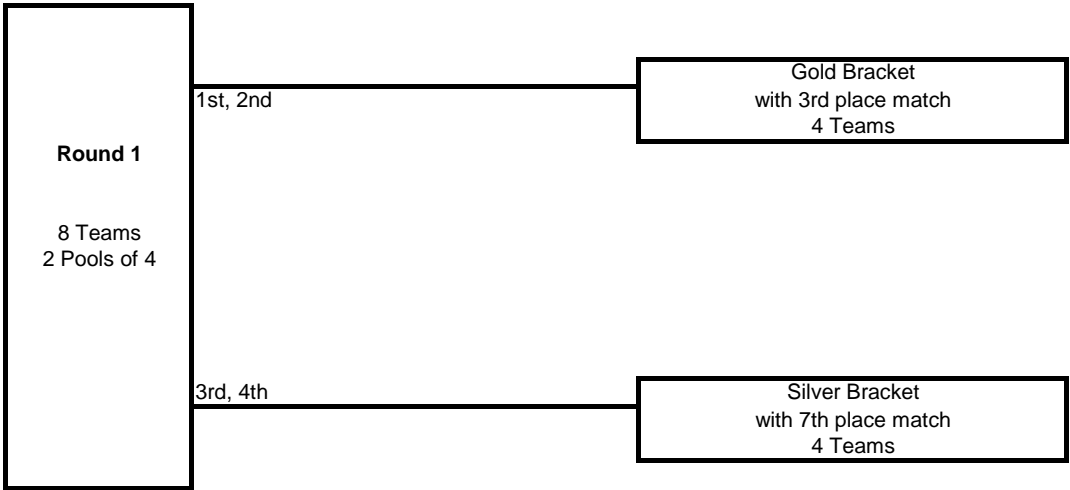 Round 1
8 Teams
2 Pools of 4
1st, 2nd
Gold Bracket
with 3rd place match
4 Teams
3rd, 4th
Silver Bracket
with 7th place match
4 Teams